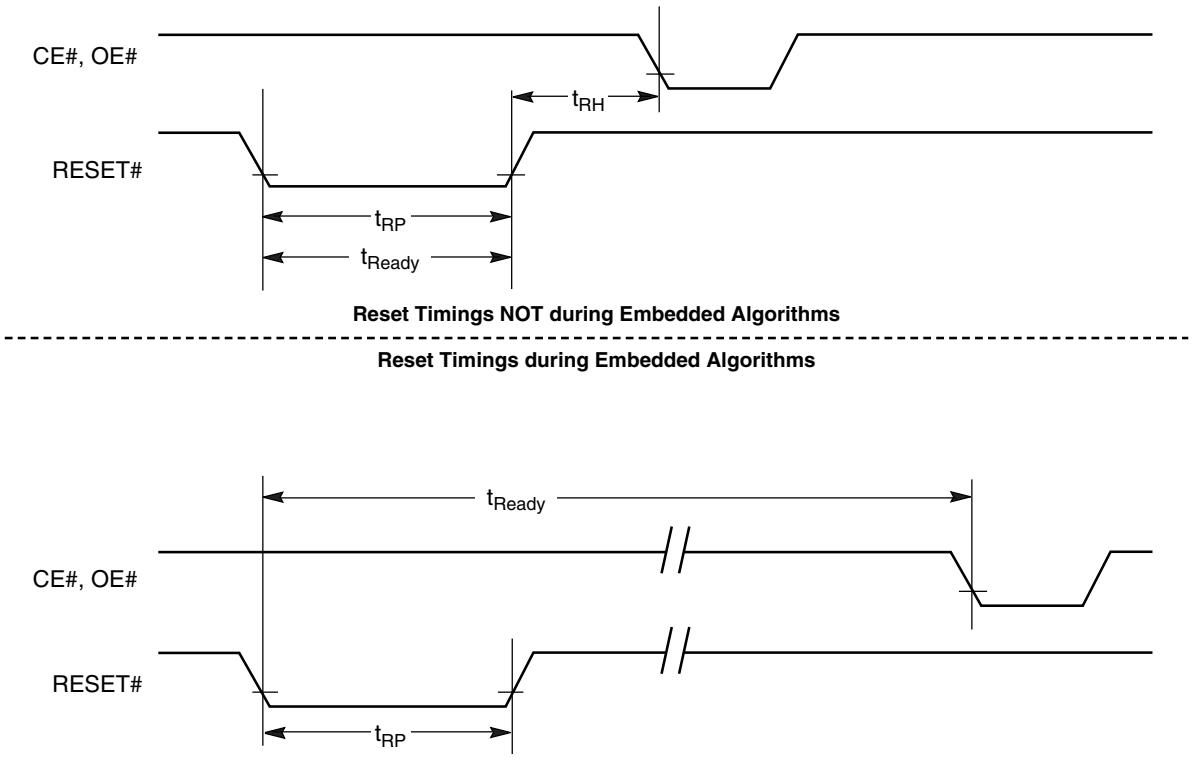 CE#, OE#
tRH
RESET#
tRP
tReady
Reset Timings NOT during Embedded Algorithms
Reset Timings during Embedded Algorithms
tReady
CE#, OE#
RESET#
tRP